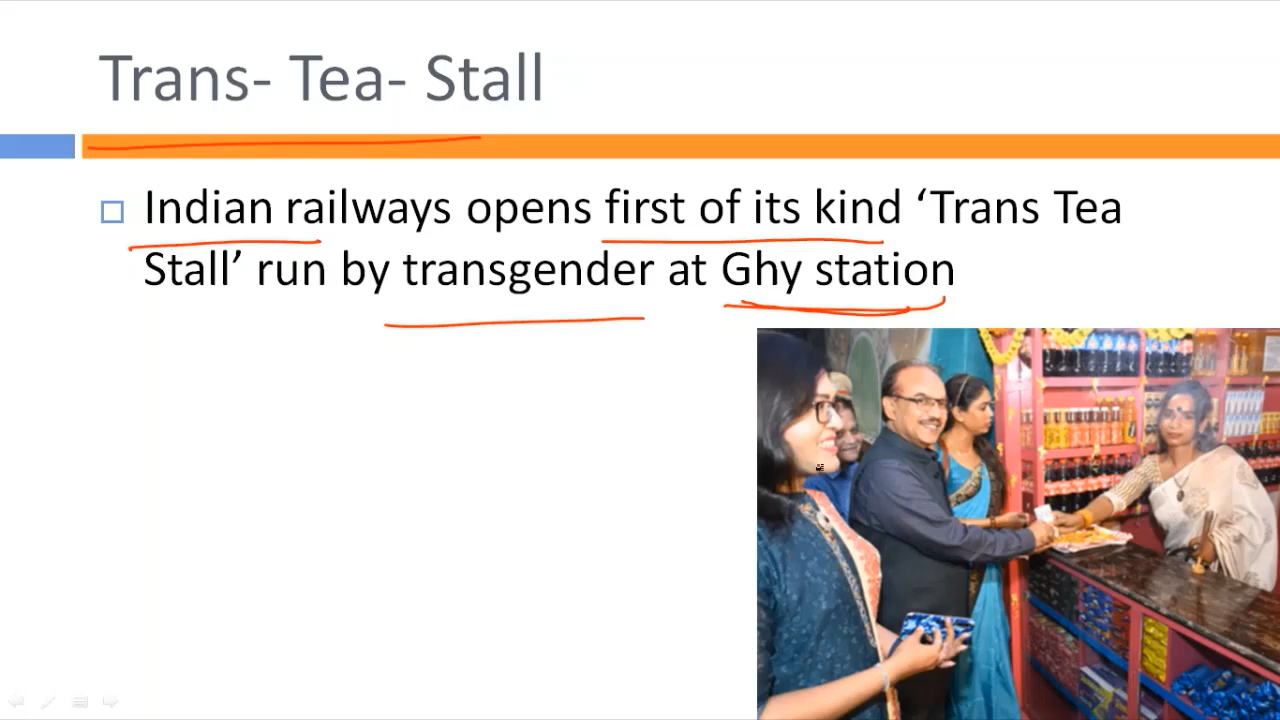 Trans- Tea- Stall
Indian railways opens first of its kind ‘Trans Tea
Stall’ run by transgender at Ghy station